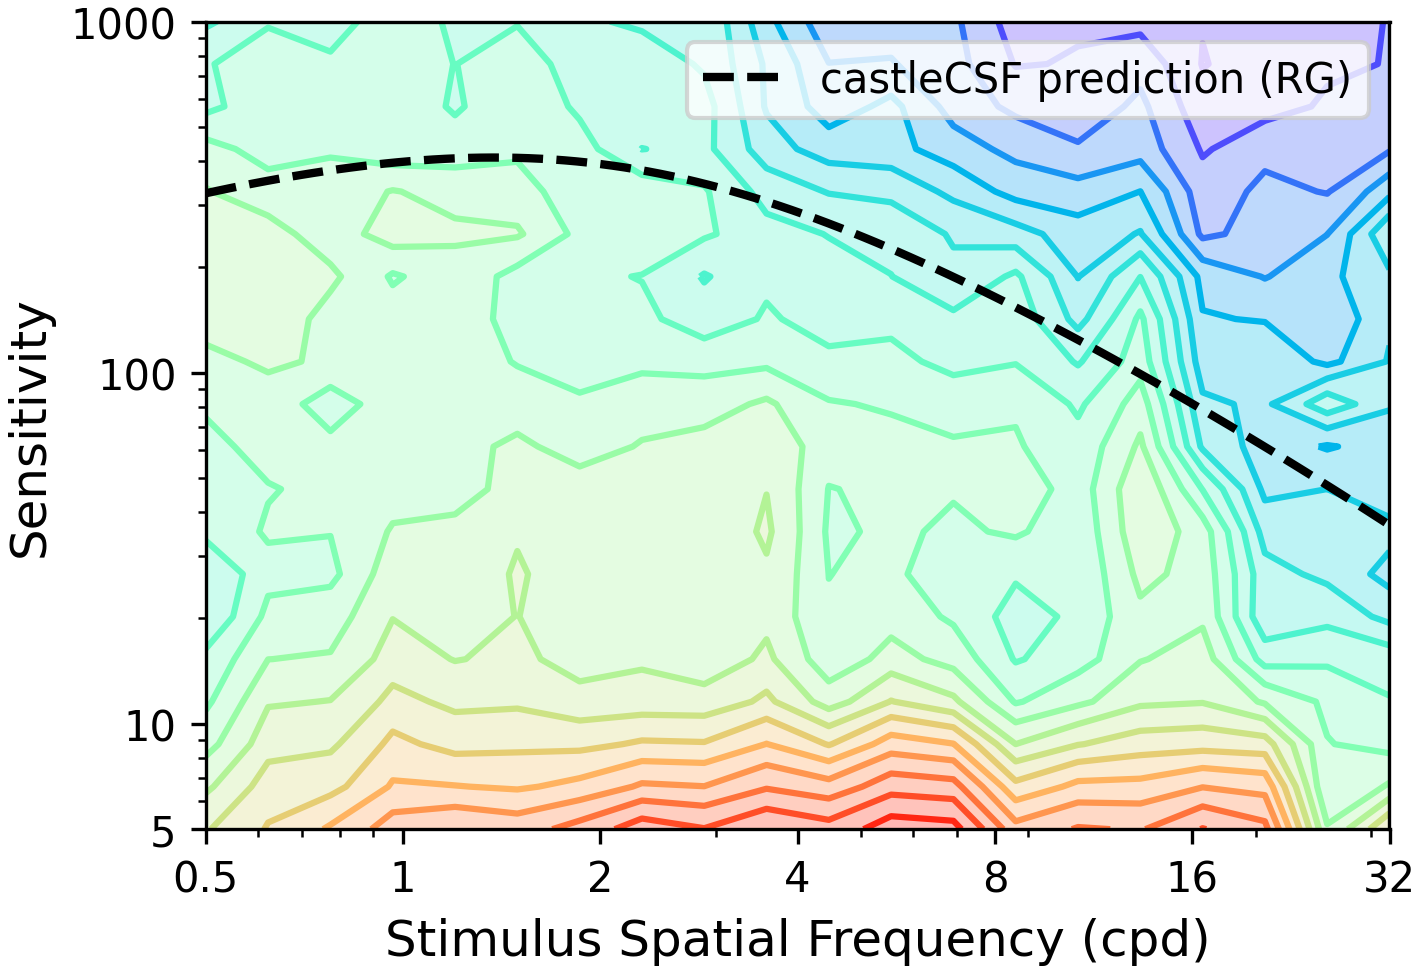 1000
100
10
5
Sensitivity
castleCSF prediction (RG)
0.5 1 2 4 8 16 32
Stimulus Spatial Frequency (cpd)